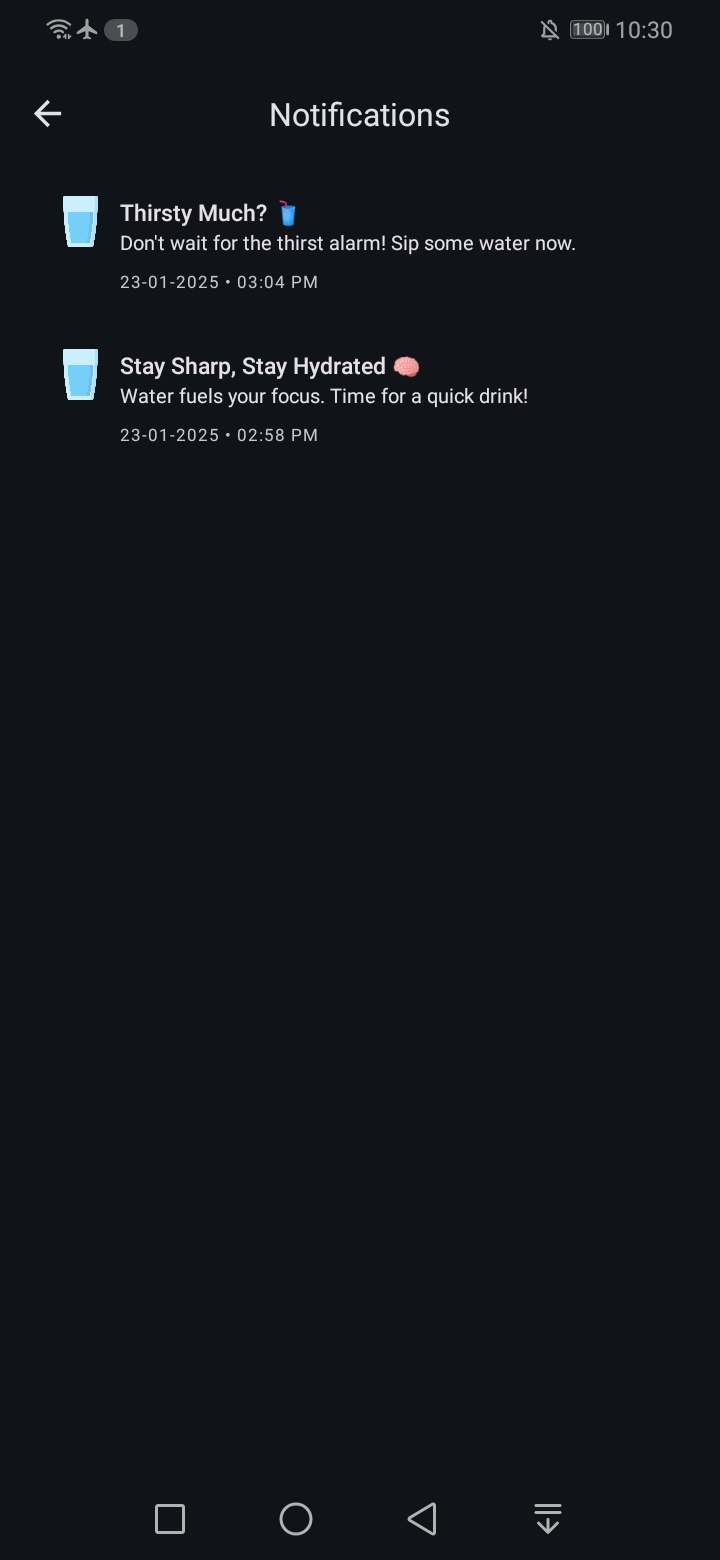 1 100 10:30
Notifications
Thirsty Much? 🥤
Don't wait for the thirst alarm! Sip some water now.
23-01-2025 • 03:04 PM
Stay Sharp, Stay Hydrated 🧠
Water fuels your focus. Time for a quick drink!
23-01-2025 • 02:58 PM